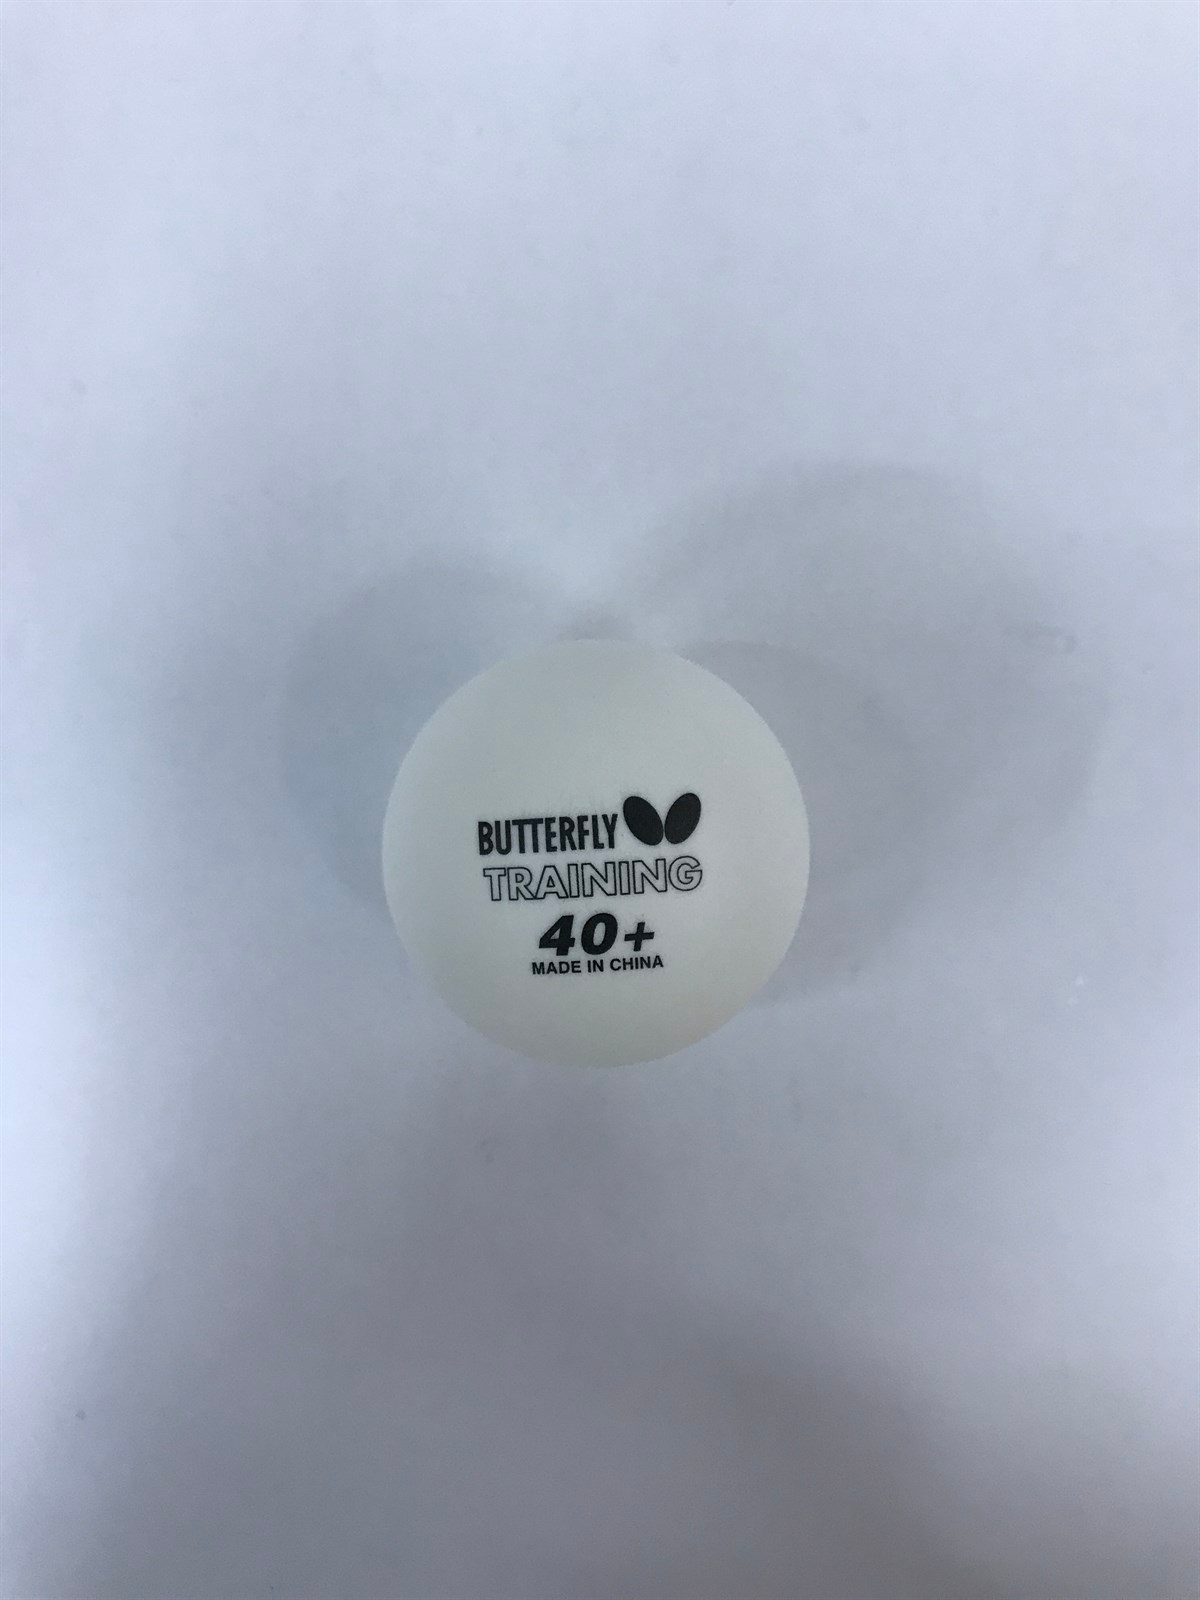 BUTTERFLY
TRAINING
40+
MADE IN CHINA